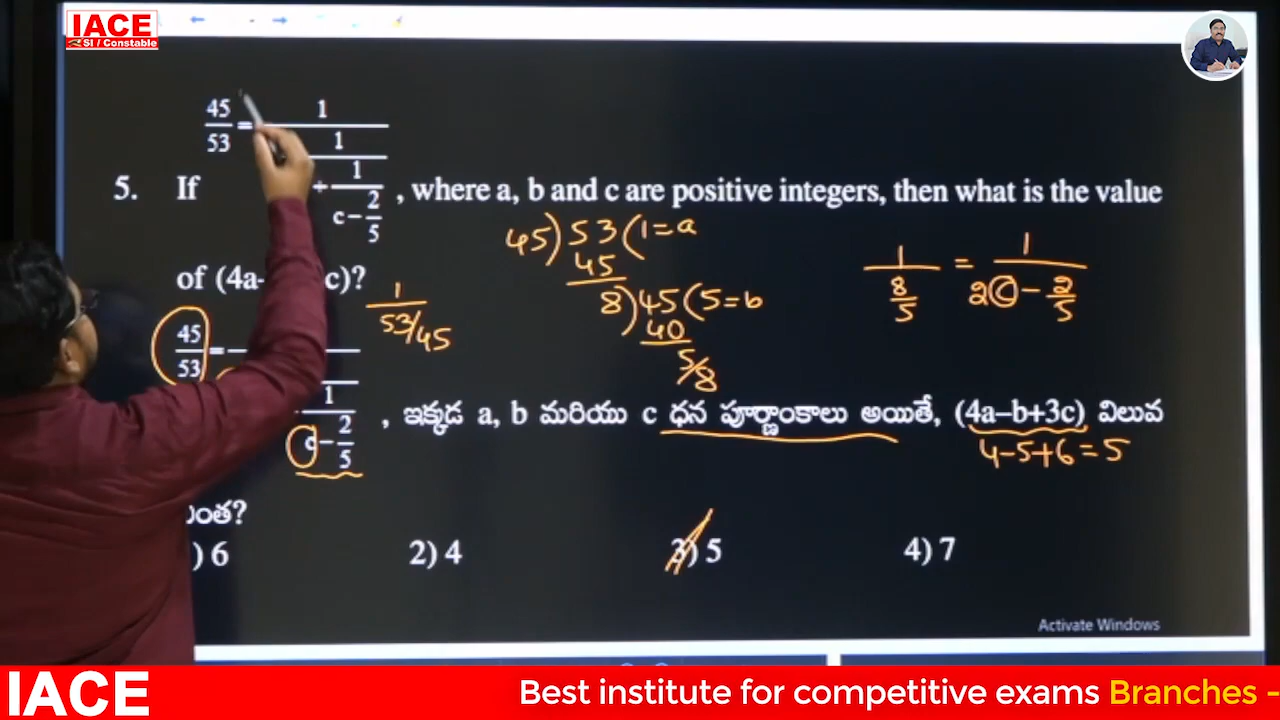 IACE
SI / Constable
45/53 = 1
1
+ 1
c − 2/5
5. If , where a, b and c are positive integers, then what is the value
45)53(1=a
45
8)45(5=b
40
5/8
1/(8/5) = 1/(2c − 2/5)
of (4a- c)?
1
53/45
45/53 =
1
c − 2/5
, ఇక్కడ a, b మరియు c ధన పూర్ణాంకాలు అయితే, (4a–b+3c) విలువ
4-5+6=5
ఎంత?
) 6 2) 4 3) 5 4) 7
Activate Windows
IACE Best institute for competitive exams Branches -